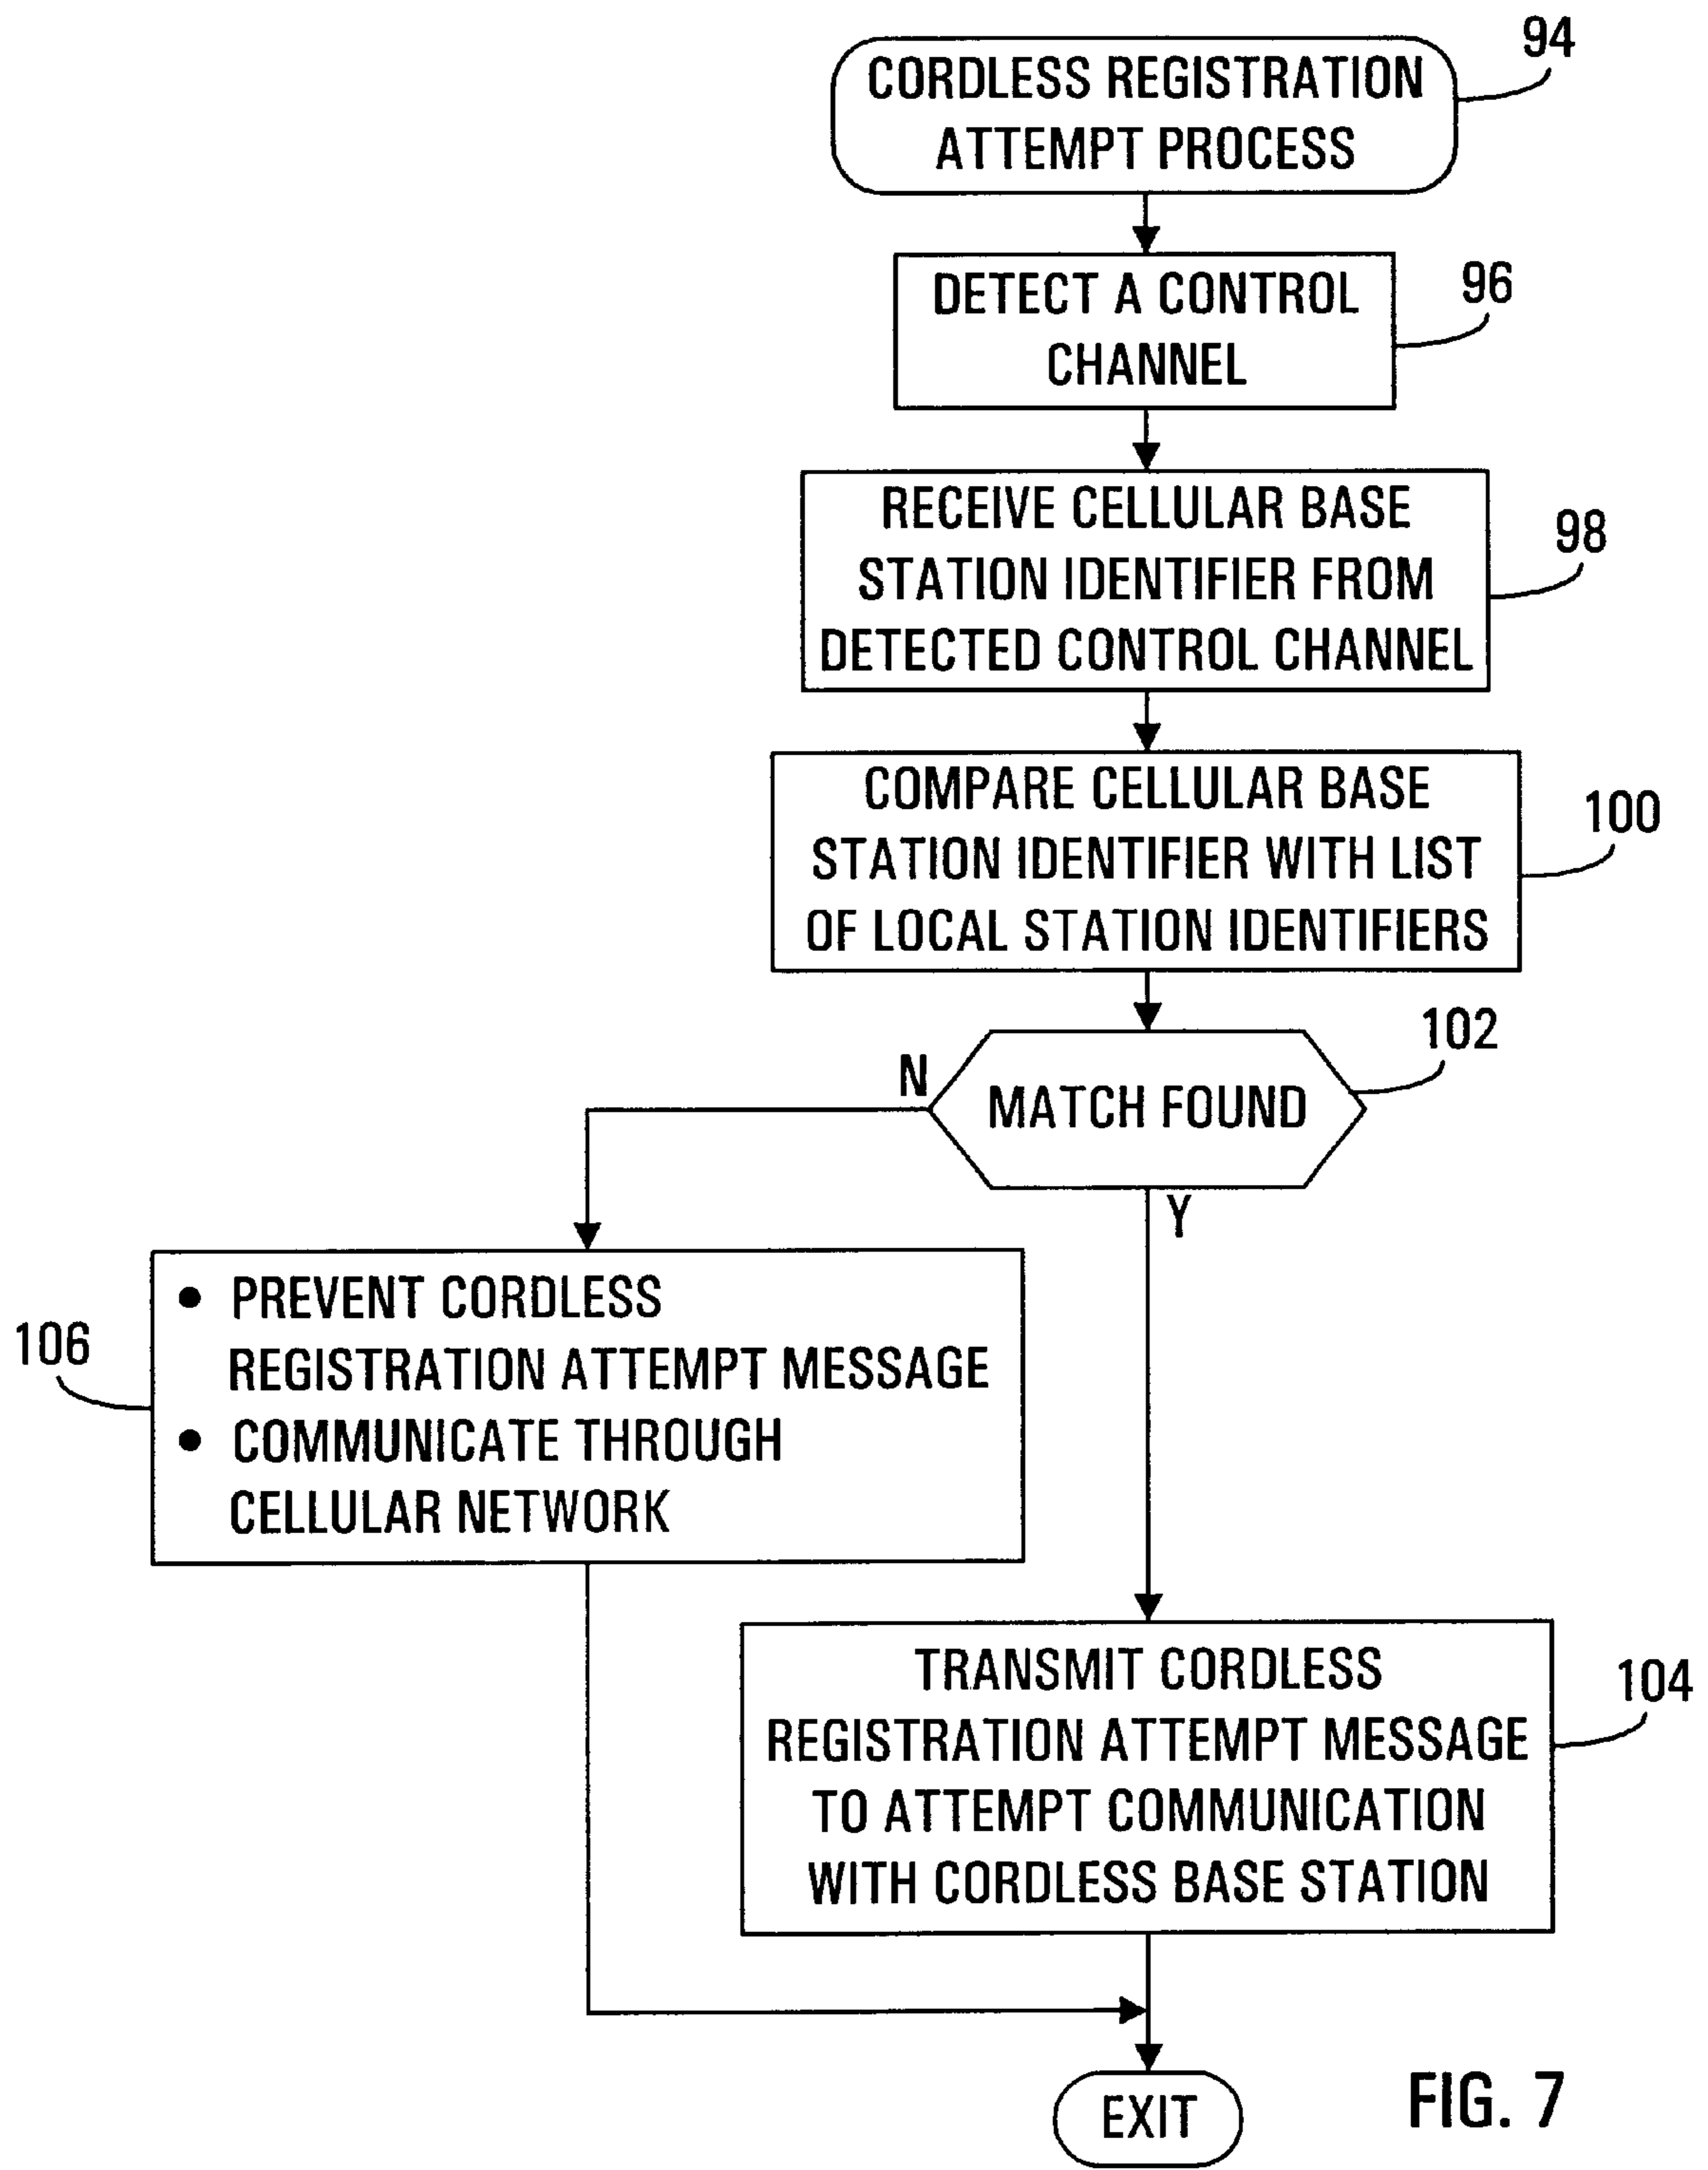 94
CORDLESS REGISTRATION
ATTEMPT PROCESS
96
DETECT A CONTROL
CHANNEL
98
RECEIVE CELLULAR BASE
STATION IDENTIFIER FROM
DETECTED CONTROL CHANNEL
100
COMPARE CELLULAR BASE
STATION IDENTIFIER WITH LIST
OF LOCAL STATION IDENTIFIERS
102
MATCH FOUND
N
Y
106
• PREVENT CORDLESS
REGISTRATION ATTEMPT MESSAGE
• COMMUNICATE THROUGH
CELLULAR NETWORK
104
TRANSMIT CORDLESS
REGISTRATION ATTEMPT MESSAGE
TO ATTEMPT COMMUNICATION
WITH CORDLESS BASE STATION
EXIT
FIG. 7